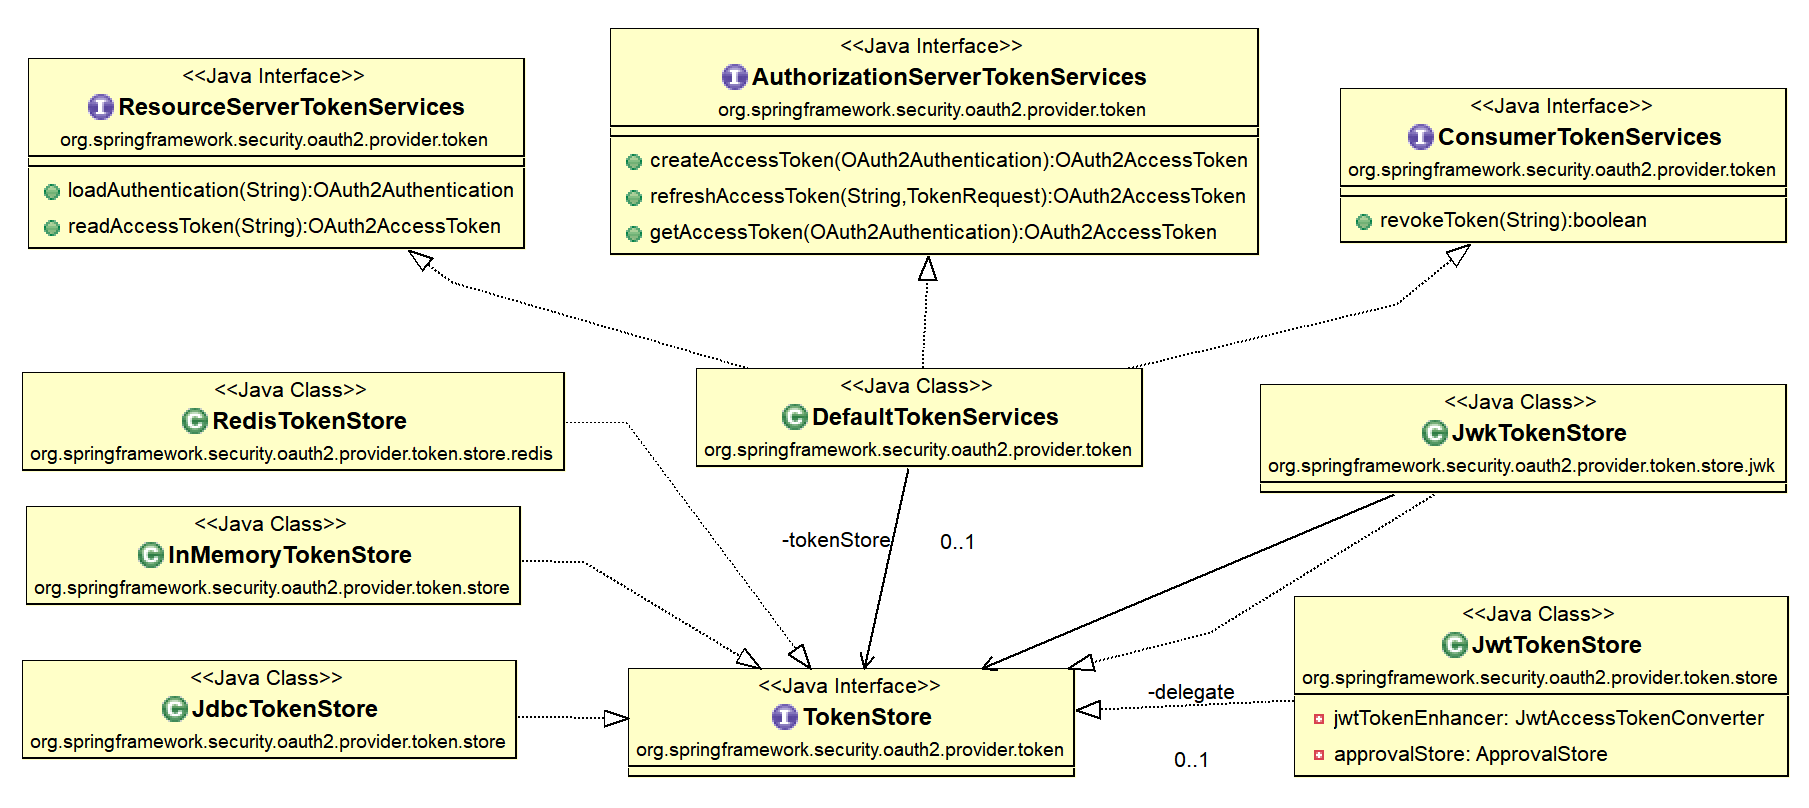 <<Java Interface>>
ResourceServerTokenServices
org.springframework.security.oauth2.provider.token
loadAuthentication(String):OAuth2Authentication
readAccessToken(String):OAuth2AccessToken
<<Java Interface>>
AuthorizationServerTokenServices
org.springframework.security.oauth2.provider.token
createAccessToken(OAuth2Authentication):OAuth2AccessToken
refreshAccessToken(String,TokenRequest):OAuth2AccessToken
getAccessToken(OAuth2Authentication):OAuth2AccessToken
<<Java Interface>>
ConsumerTokenServices
org.springframework.security.oauth2.provider.token
revokeToken(String):boolean
<<Java Class>>
RedisTokenStore
org.springframework.security.oauth2.provider.token.store.redis
<<Java Class>>
DefaultTokenServices
org.springframework.security.oauth2.provider.token
<<Java Class>>
JwkTokenStore
org.springframework.security.oauth2.provider.token.store.jwk
<<Java Class>>
InMemoryTokenStore
org.springframework.security.oauth2.provider.token.store
-tokenStore
0..1
<<Java Class>>
JdbcTokenStore
org.springframework.security.oauth2.provider.token.store
<<Java Interface>>
TokenStore
org.springframework.security.oauth2.provider.token
-delegate
0..1
<<Java Class>>
JwtTokenStore
org.springframework.security.oauth2.provider.token.store
jwtTokenEnhancer: JwtAccessTokenConverter
approvalStore: ApprovalStore